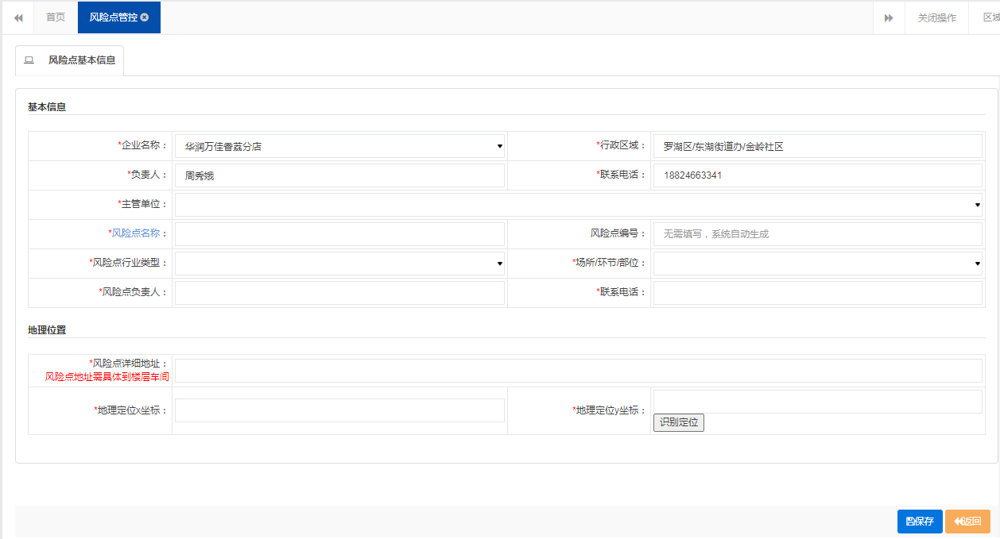 首页 风险点管控 关闭操作 区域
风险点基本信息
基本信息
*企业名称： 华润万佳香荔分店 *行政区域： 罗湖区/东湖街道办/金岭社区
*负责人： 周秀娥 *联系电话： 18824663341
*主管单位：
*风险点名称： 风险点编号： 无需填写，系统自动生成
*风险点行业类型： *场所/环节/部位：
*风险点负责人： *联系电话：
地理位置
*风险点详细地址：
风险点地址需具体到楼层车间
*地理定位x坐标： *地理定位y坐标：
识别定位
保存 返回